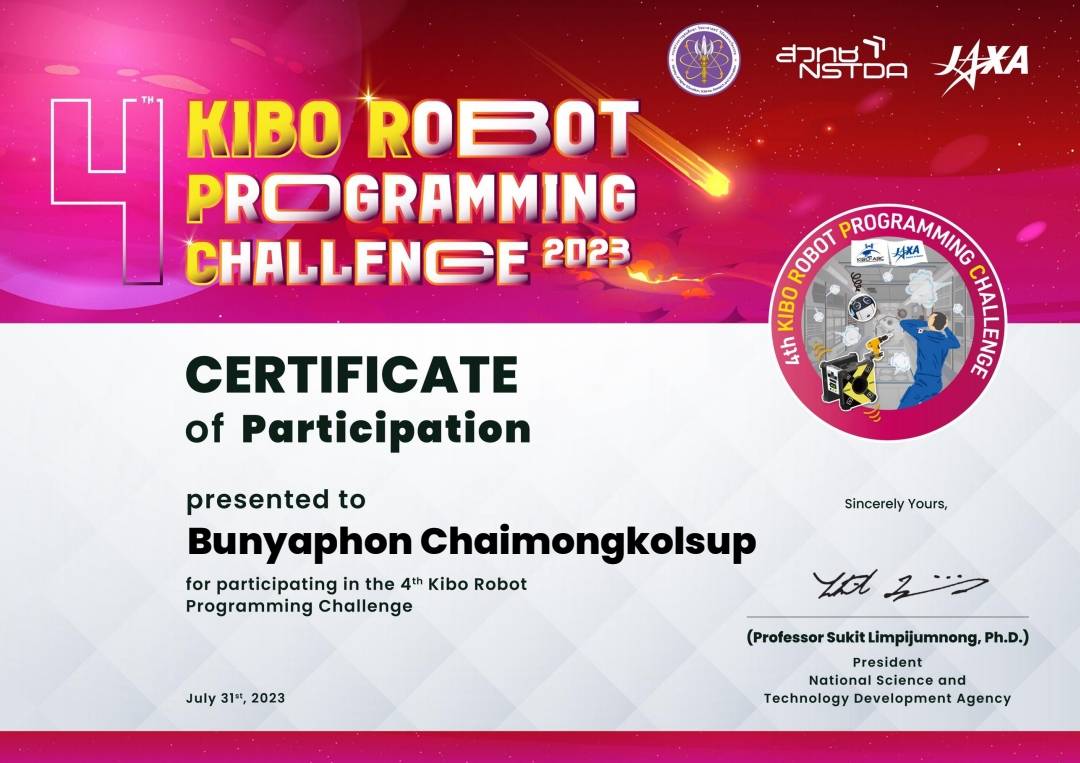 สวทช
NSTDA
JAXA
4TH
KIBO ROBOT
PROGRAMMING
CHALLENGE 2023
4th KIBO ROBOT PROGRAMMING CHALLENGE
JAXA
CERTIFICATE
of Participation
presented to
Bunyaphon Chaimongkolsup
for participating in the 4th Kibo Robot
Programming Challenge
July 31st, 2023
Sincerely Yours,
(Professor Sukit Limpijumnong, Ph.D.)
President
National Science and
Technology Development Agency